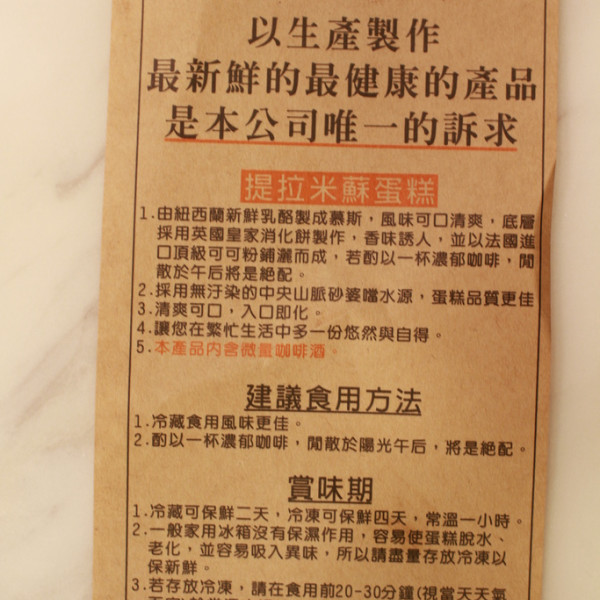 以生產製作
最新鮮的最健康的產品
是本公司唯一的訴求
提拉米蘇蛋糕
1.由紐西蘭新鮮乳酪製成慕斯，風味可口清爽，底層
採用英國皇家消化餅製作，香味誘人，並以法國進
口頂級可可粉鋪灑而成，若酌以一杯濃郁咖啡，閒
散於午后將是絕配。
2.採用無汙染的中央山脈砂婆噹水源，蛋糕品質更佳
3.清爽可口，入口即化。
4.讓您在繁忙生活中多一份悠然與自得。
5.本產品內含微量咖啡酒。
建議食用方法
1.冷藏食用風味更佳。
2.酌以一杯濃郁咖啡，閒散於陽光午后，將是絕配。
賞味期
1.冷藏可保鮮二天，冷凍可保鮮四天，常溫一小時。
2.一般家用冰箱沒有保濕作用，容易使蛋糕脫水、
老化，並容易吸入異味，所以請盡量存放冷凍以
保新鮮。
3.若存放冷凍，請在食用前20-30分鐘(視當天天氣